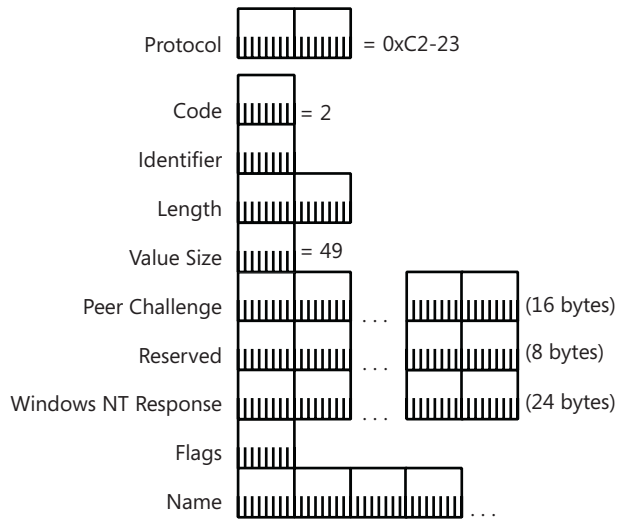 Protocol = 0xC2-23
Code = 2
Identifier
Length
Value Size = 49
Peer Challenge . . . (16 bytes)
Reserved . . . (8 bytes)
Windows NT Response . . . (24 bytes)
Flags
Name . . .